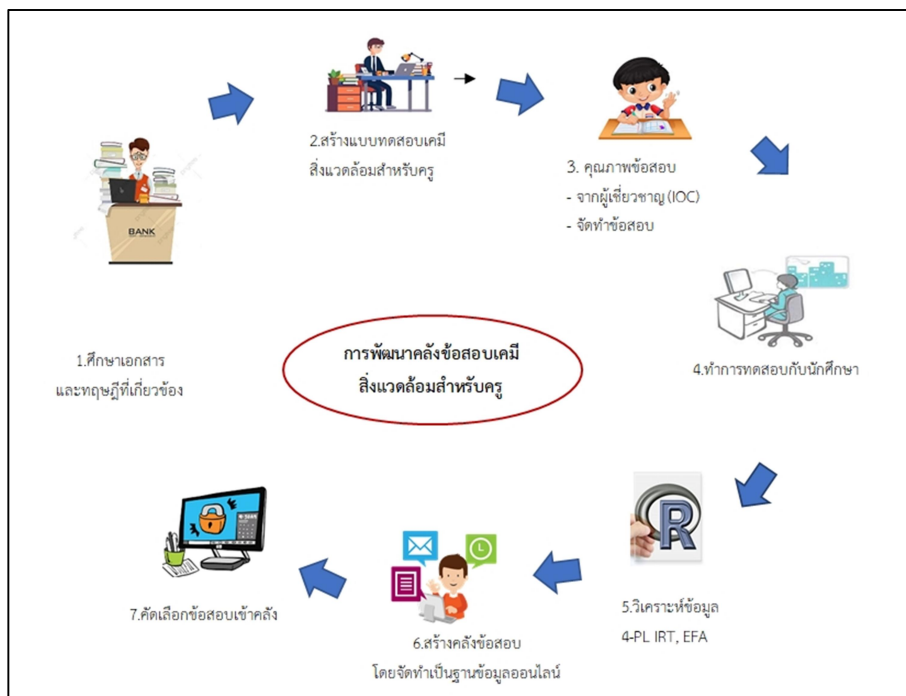 2.สร้างแบบทดสอบเคมี
สิ่งแวดล้อมสำหรับครู
3. คุณภาพข้อสอบ
- จากผู้เชี่ยวชาญ (IOC)
- จัดทำข้อสอบ
BANK
1.ศึกษาเอกสาร
และทฤษฎีที่เกี่ยวข้อง
การพัฒนาคลังข้อสอบเคมี
สิ่งแวดล้อมสำหรับครู
4.ทำการทดสอบกับนักศึกษา
R
5.วิเคราะห์ข้อมูล
4-PL IRT, EFA
6.สร้างคลังข้อสอบ
โดยจัดทำเป็นฐานข้อมูลออนไลน์
7.คัดเลือกข้อสอบเข้าคลัง